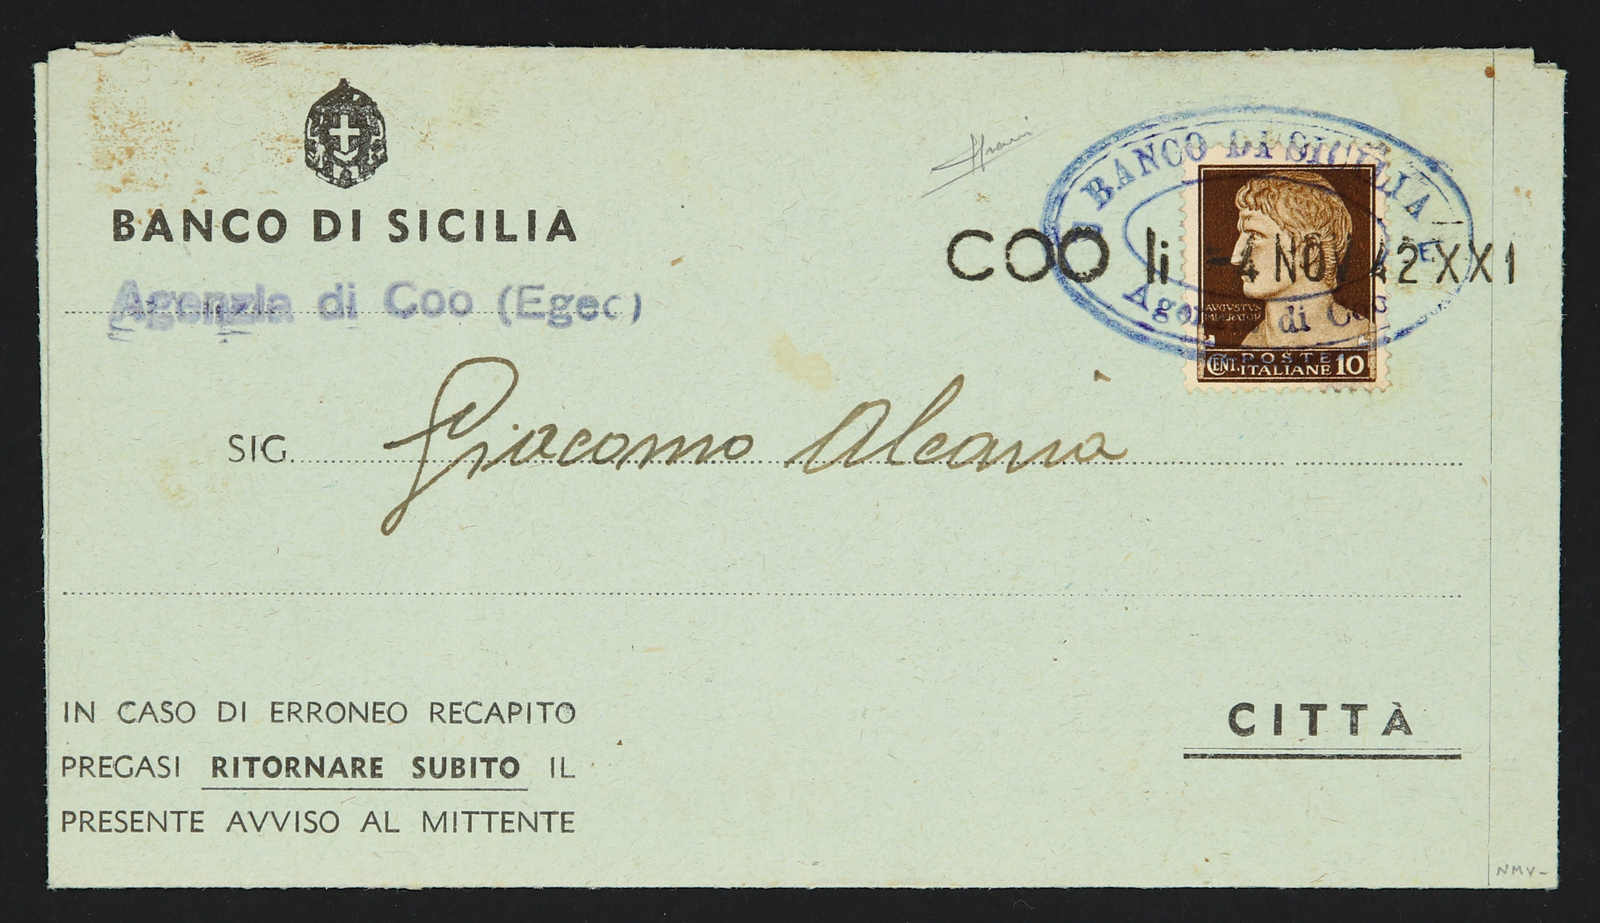 BANCO DI SICILIA
Agenzia di Coo (Egeo)
BANCO DI SICILIA
COO li -4 NOV 42 XXI
Agenzia di Coo
AVGVSTVS
IMPERATOR
CENT. POSTE ITALIANE 10
SIG. Giacomo Alcana
IN CASO DI ERRONEO RECAPITO
PREGASI RITORNARE SUBITO IL
PRESENTE AVVISO AL MITTENTE
CITTÀ
NMV-